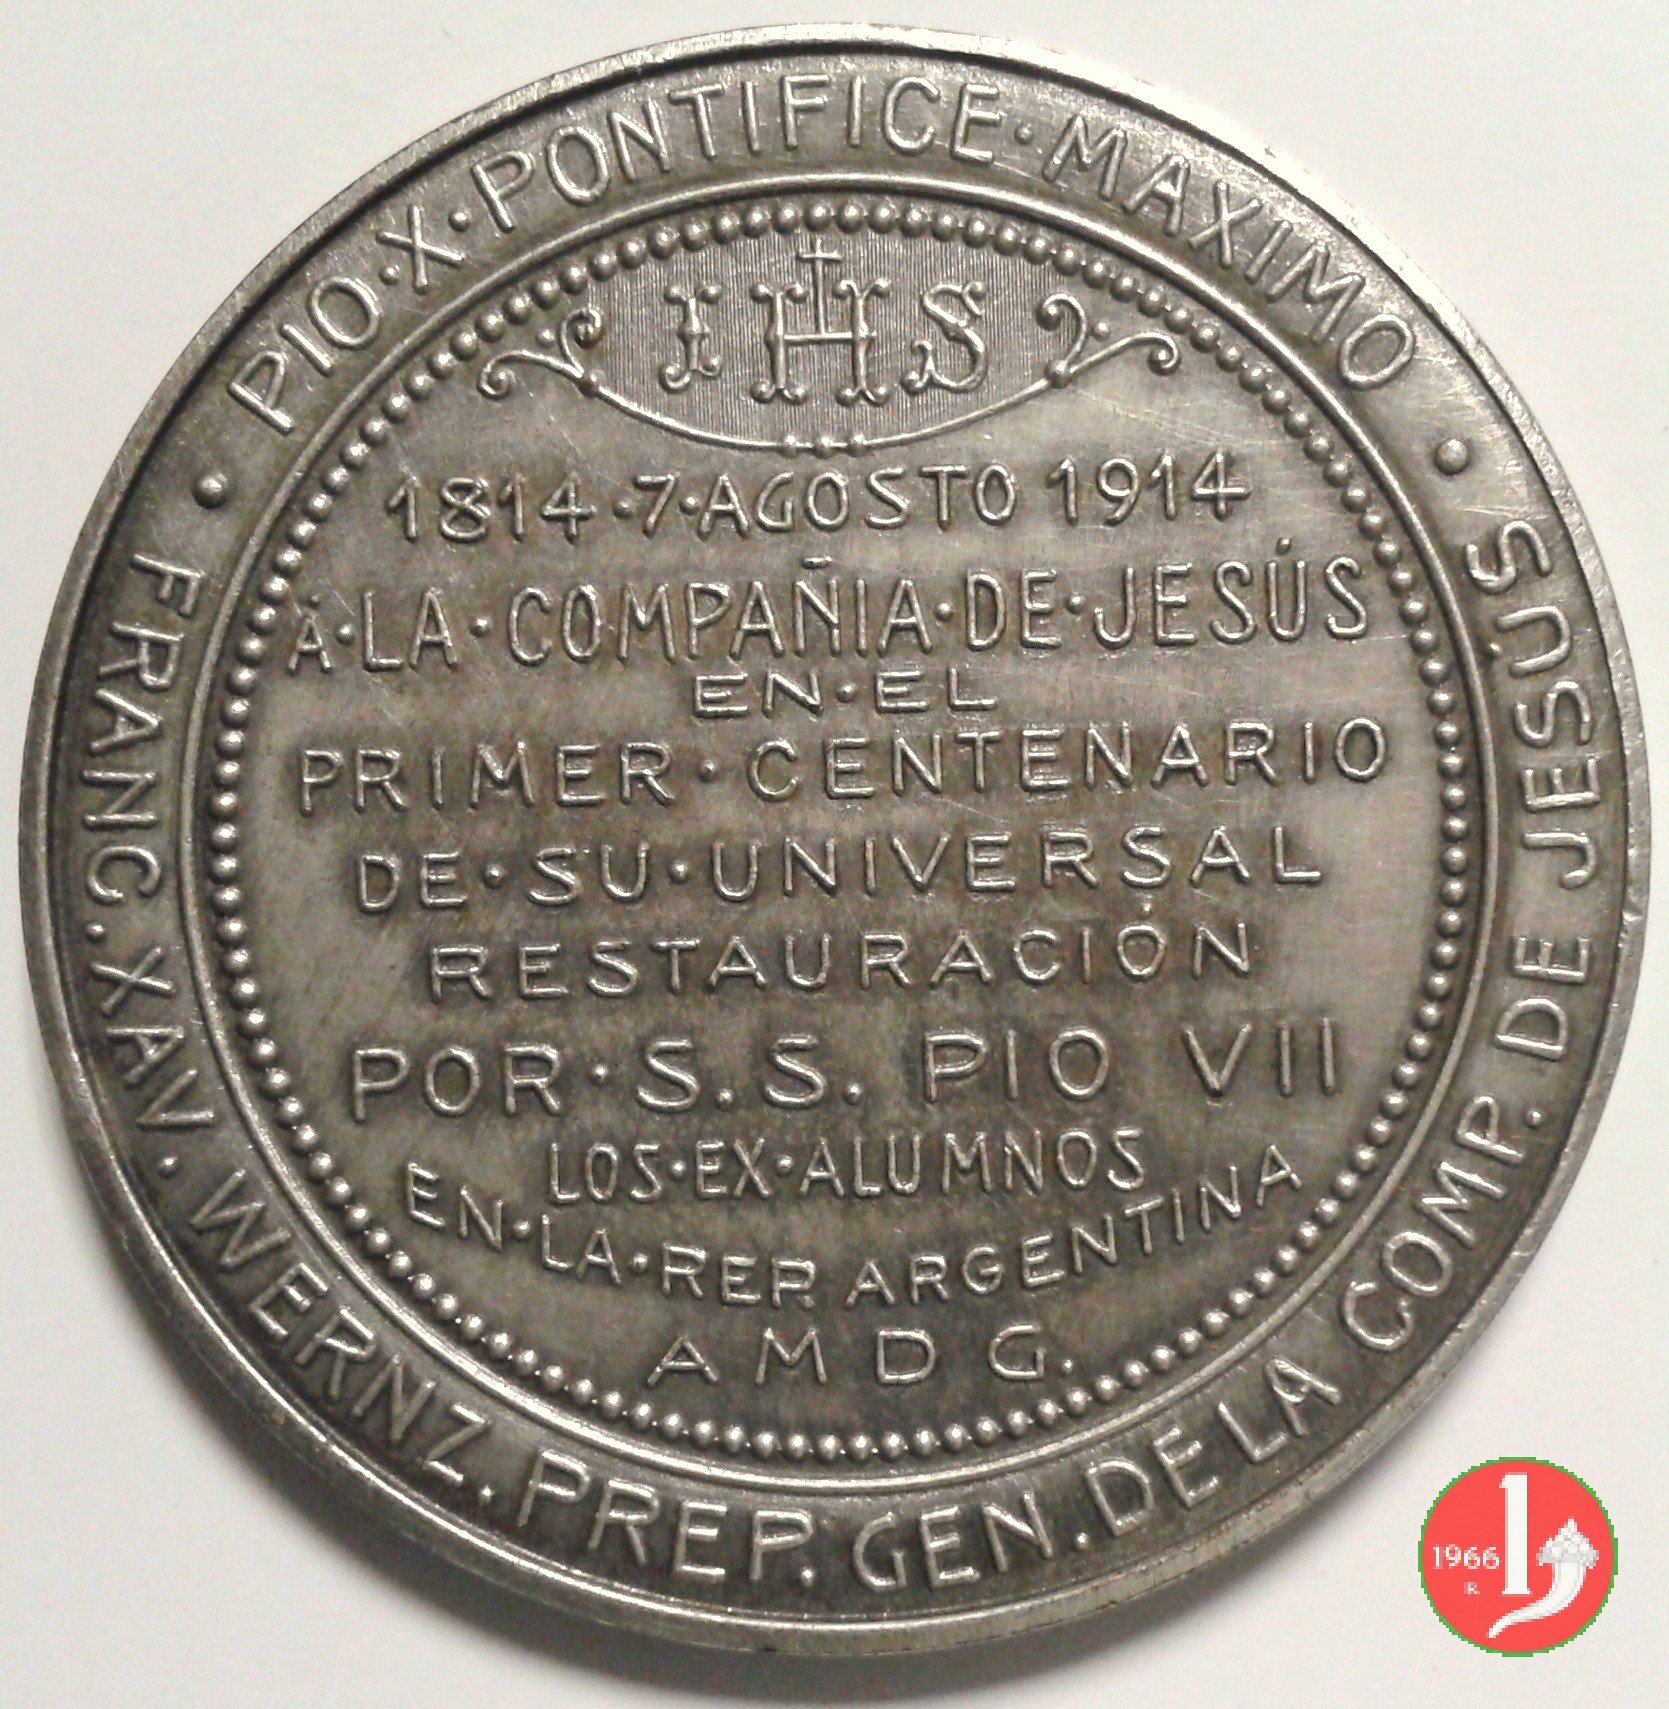 PIO·X·PONTIFICE·MAXIMO
· FRANC. XAV. WERNZ. PREP. GEN. DE LA COMP. DE JESUS DE JESÚS ·
IHS
1814·7·AGOSTO 1914
Á·LA·COMPAÑIA·DE·JESÚS
EN·EL
PRIMER·CENTENARIO
DE·SU·UNIVERSAL
RESTAURACIÓN
POR·S.S. PIO VII
LOS·EX·ALUMNOS
EN·LA·REP. ARGENTINA
A M D G.
1966
R